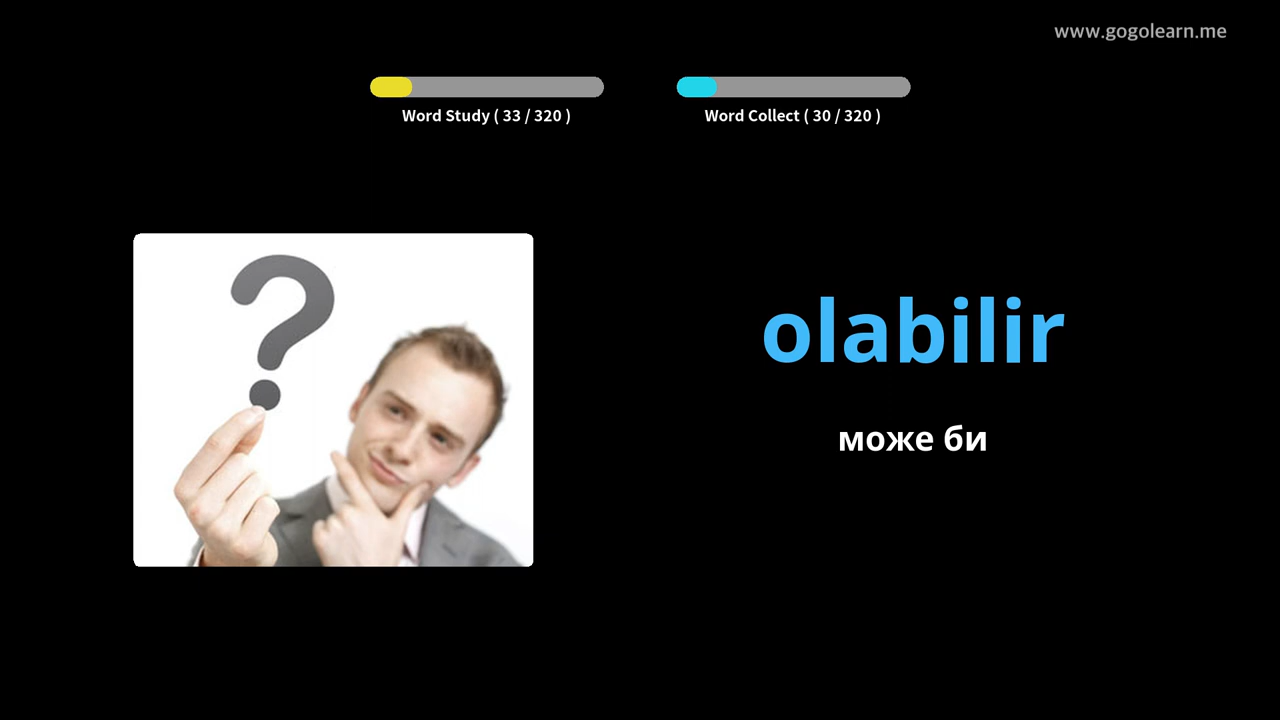 www.gogolearn.me
Word Study ( 33 / 320 )
Word Collect ( 30 / 320 )
olabilir
може би